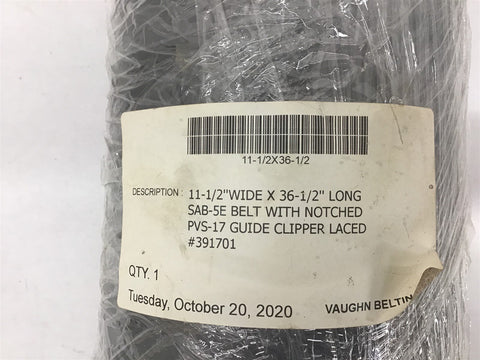 11-1/2X36-1/2
DESCRIPTION : 11-1/2"WIDE X 36-1/2" LONG
SAB-5E BELT WITH NOTCHED
PVS-17 GUIDE CLIPPER LACED
#391701
QTY. 1
Tuesday, October 20, 2020 VAUGHN BELTIN